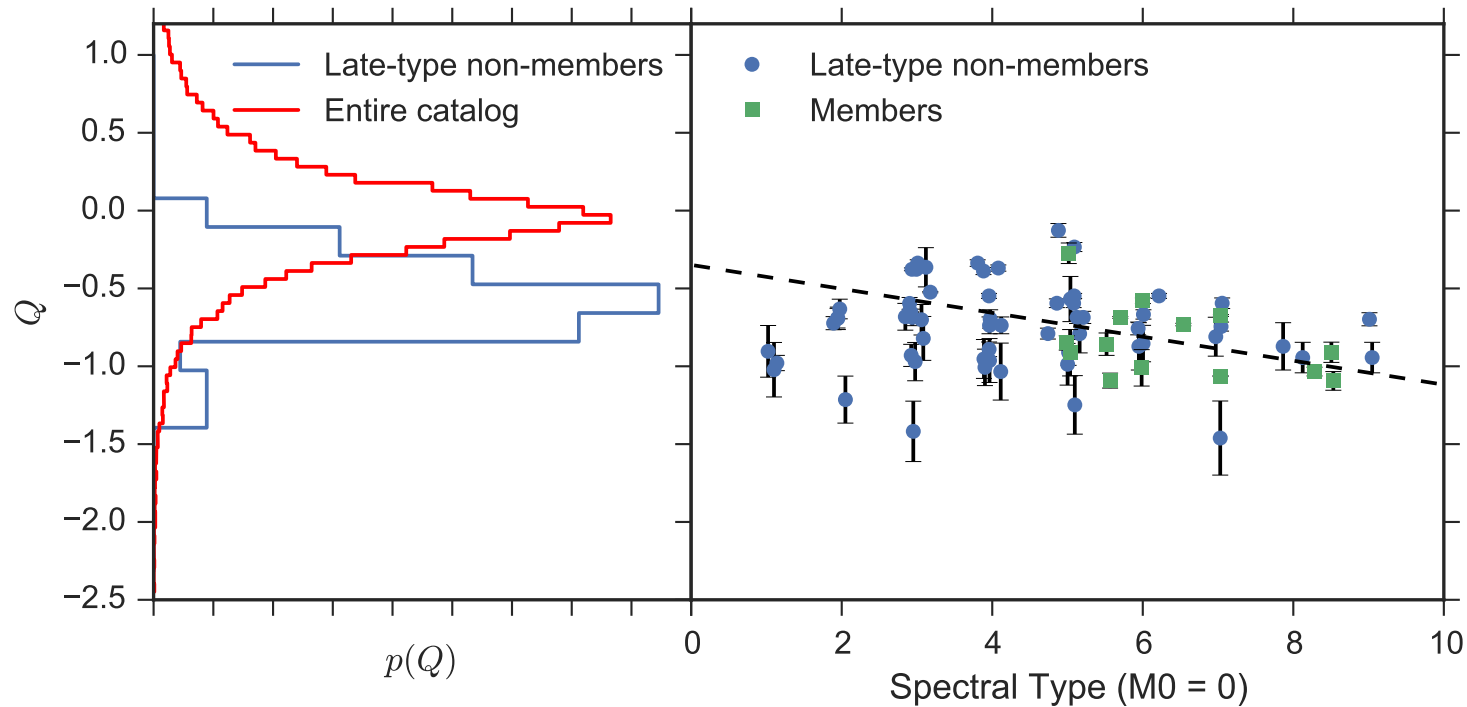 Late-type non-members
Entire catalog
Late-type non-members
Members
1.0
0.5
0.0
−0.5
−1.0
−1.5
−2.0
−2.5
Q
p(Q)
0 2 4 6 8 10
Spectral Type (M0 = 0)